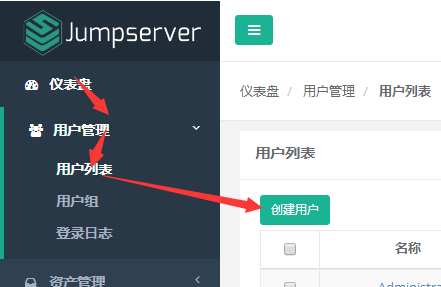 Jumpserver
仪表盘
用户管理
用户列表
用户组
登录日志
资产管理
仪表盘 / 用户管理 / 用户列表
用户列表
创建用户
名称